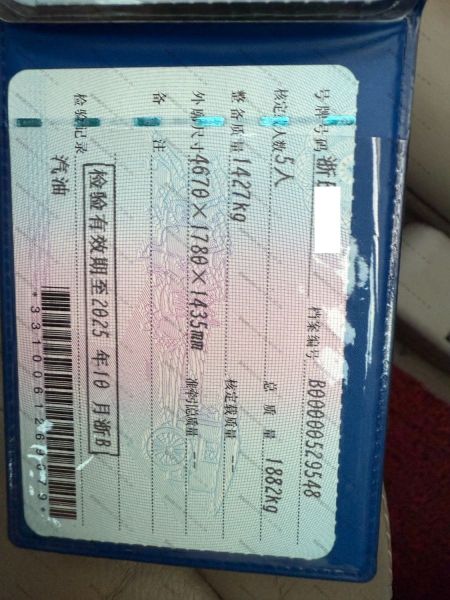 号牌号码 浙 档案编号 B00000529548
核定载人数 5人 总质量 1882kg
整备质量 1427kg 核定载质量 --
外廓尺寸 4670×1780×1435mm 准牵引总质量 --
备注
检验记录 检验有效期至2025年10月浙B
汽油